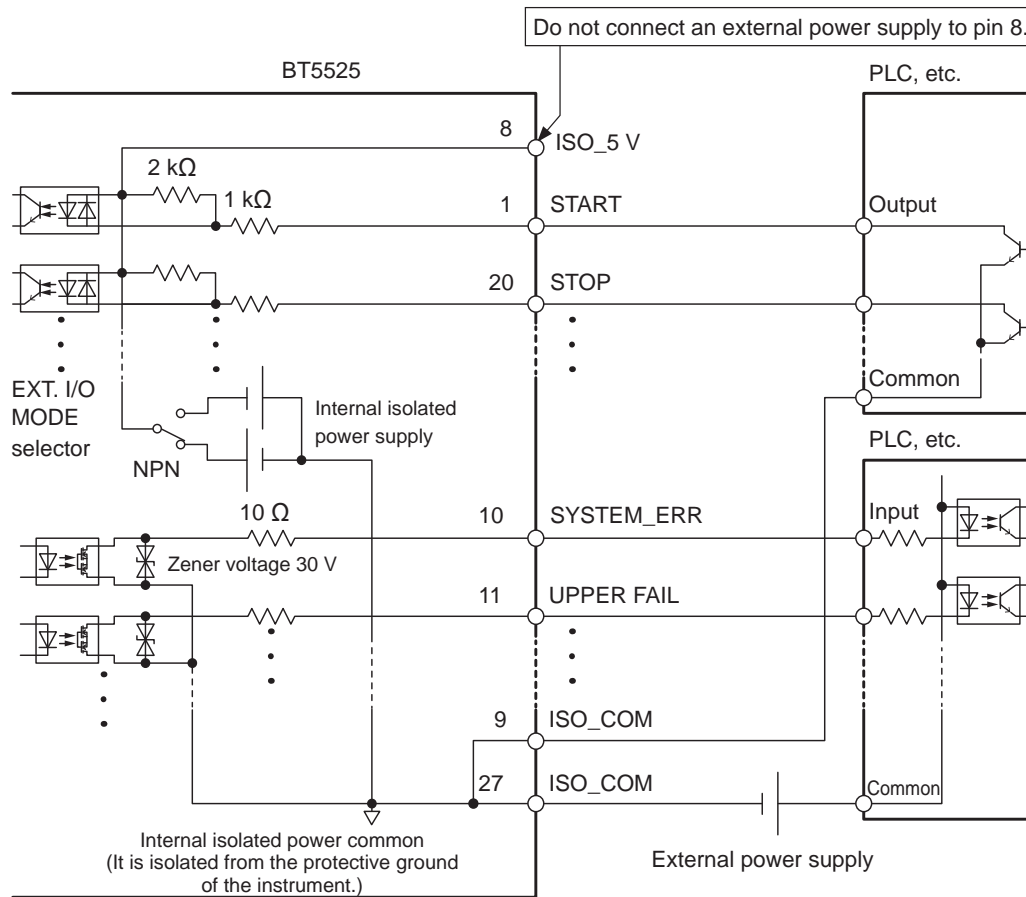 Do not connect an external power supply to pin 8.
BT5525
PLC, etc.
8
ISO_5 V
2 kΩ
1 kΩ
1
START
Output
20
STOP
Common
EXT. I/O
MODE
selector
NPN
Internal isolated
power supply
PLC, etc.
10 Ω
10
SYSTEM_ERR
Input
Zener voltage 30 V
11
UPPER FAIL
9
ISO_COM
27
ISO_COM
Common
Internal isolated power common
(It is isolated from the protective ground
of the instrument.)
External power supply